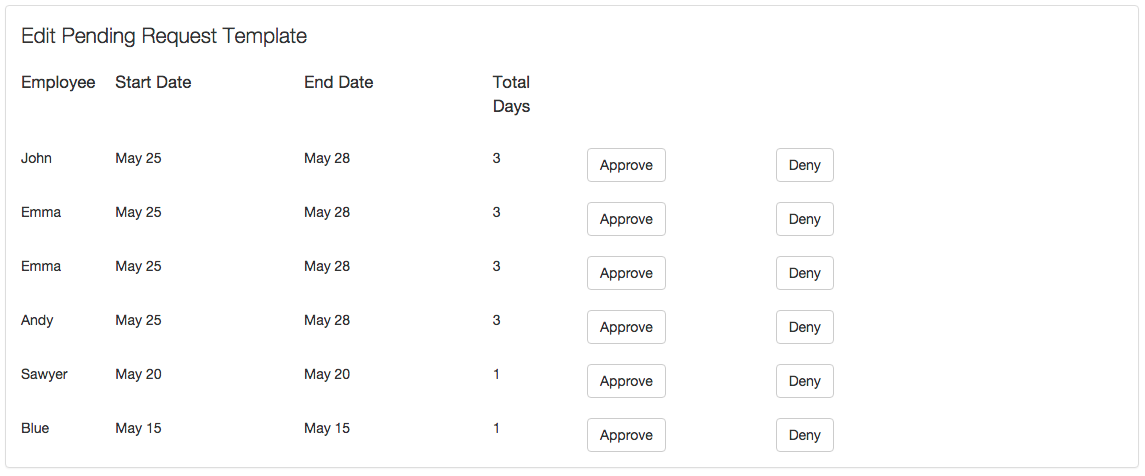 Edit Pending Request Template
Employee Start Date End Date Total
Days
John May 25 May 28 3 Approve Deny
Emma May 25 May 28 3 Approve Deny
Emma May 25 May 28 3 Approve Deny
Andy May 25 May 28 3 Approve Deny
Sawyer May 20 May 20 1 Approve Deny
Blue May 15 May 15 1 Approve Deny